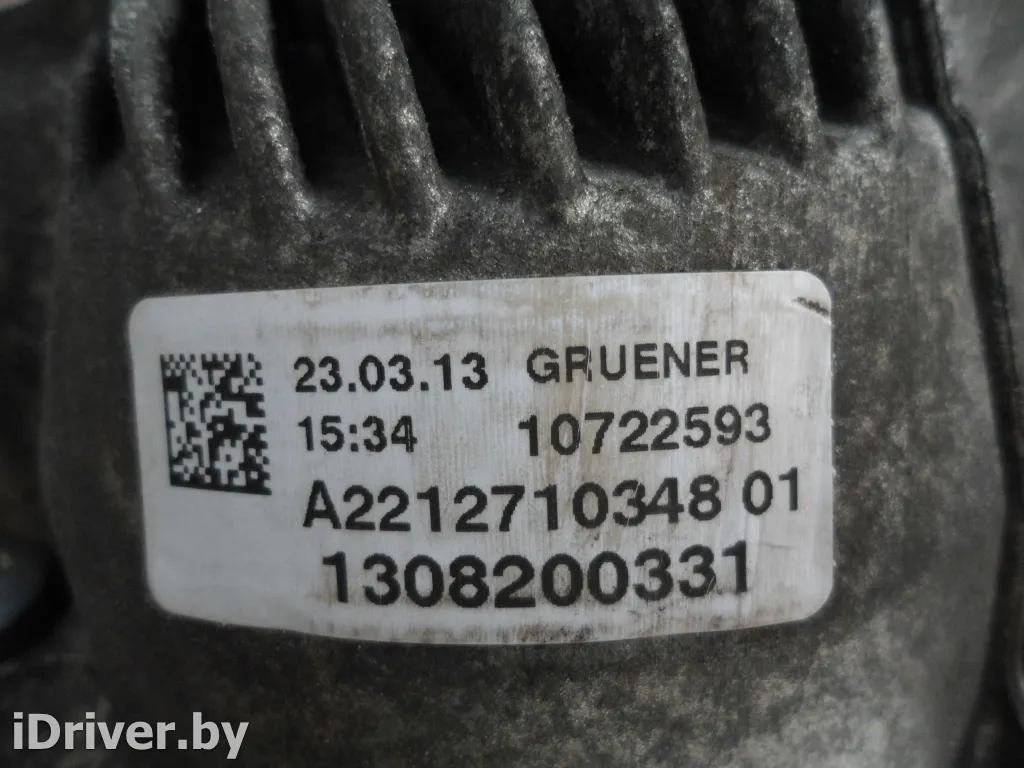 23.03.13 GRUENER
15:34 10722593
A2212710348 01
1308200331
iDriver.by